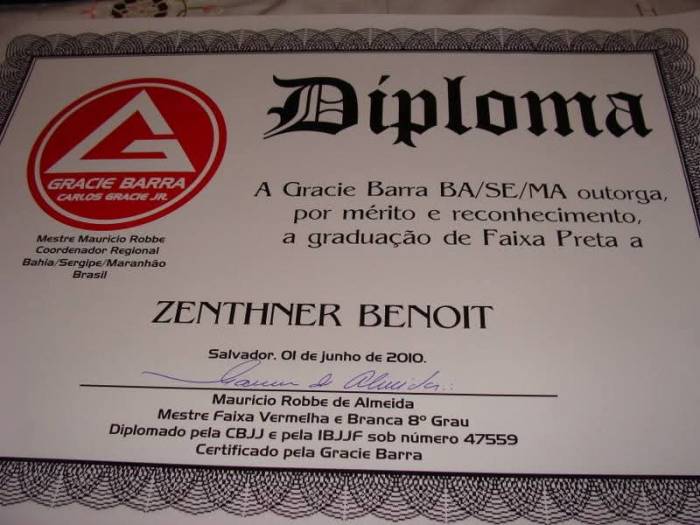 Diploma
GRACIE BARRA
CARLOS GRACIE JR.
A Gracie Barra BA/SE/MA outorga,
por mérito e reconhecimento,
a graduação de Faixa Preta a
Mestre Mauricio Robbe
Coordenador Regional
Bahia/Sergipe/Maranhão
Brasil
ZENTHNER BENOIT
Salvador. 01 de junho de 2010.
Mauricio Robbe de Almeida
Mestre Faixa Vermelha e Branca 8º Grau
Diplomado pela CBJJ e pela IBJJF sob número 47559
Certificado pela Gracie Barra